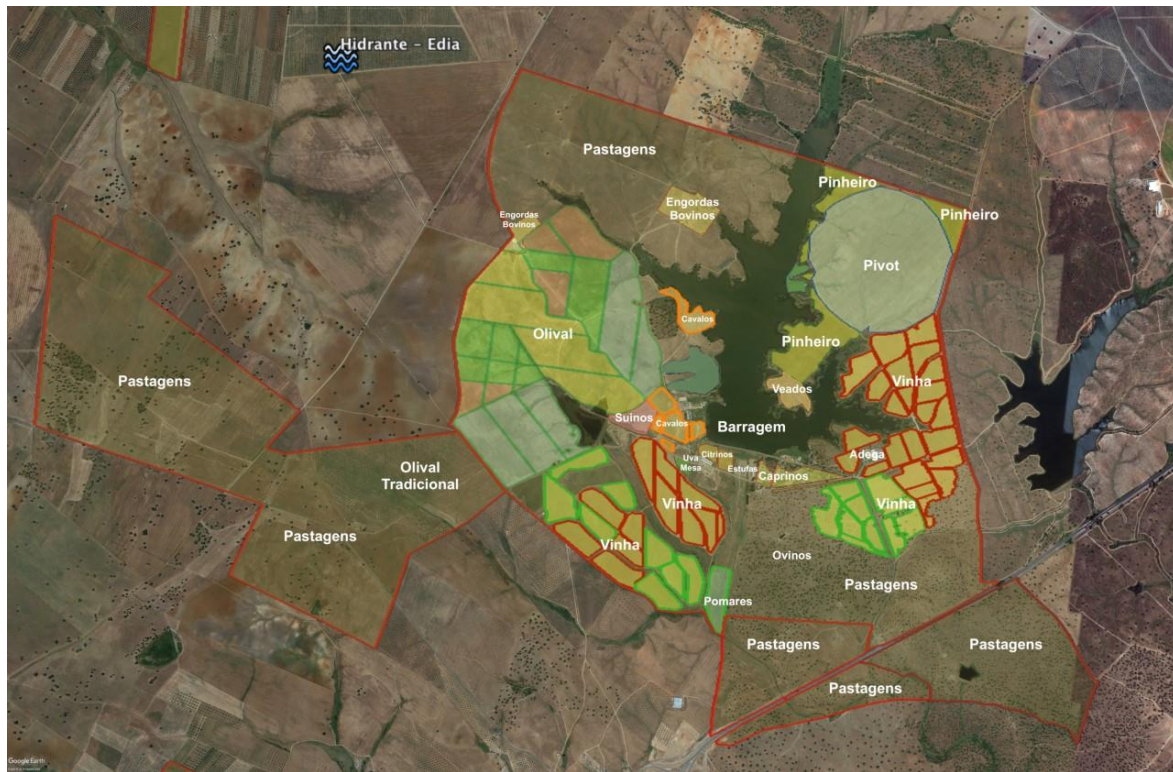 Hidrante - Edia
Pastagens
Pinheiro
Engordas
Bovinos
Pinheiro
Engordas
Bovinos
Pivot
Cavalos
Olival
Pinheiro
Pastagens
Vinha
Veados
Suinos
Cavalos
Barragem
Uva
Mesa
Citrinos
Adega
Olival
Tradicional
Estufas
Caprinos
Vinha
Vinha
Pastagens
Vinha
Ovinos
Pastagens
Pomares
Pastagens
Pastagens
Pastagens
Google Earth